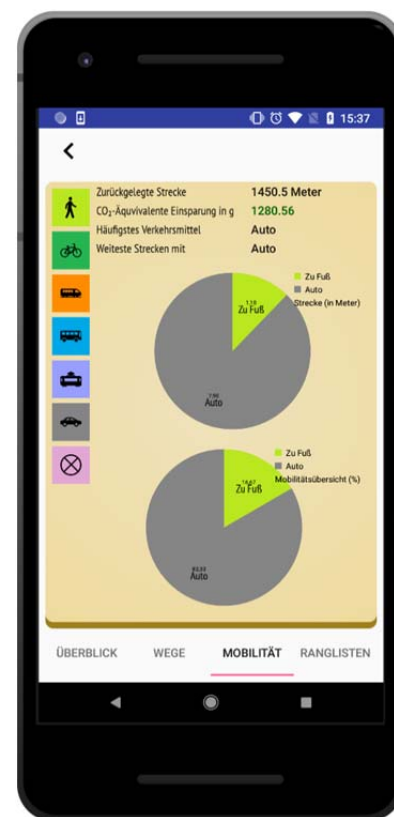 15:37
Zurückgelegte Strecke 1450.5 Meter
CO₂-Äquvivalente Einsparung in g 1280.56
Häufigstes Verkehrsmittel Auto
Weiteste Strecken mit Auto
Zu Fuß
Auto
Strecke (in Meter)
Zu Fuß
Auto
Zu Fuß
Auto
Mobilitätsübersicht (%)
Zu Fuß
Auto
ÜBERBLICK WEGE MOBILITÄT RANGLISTEN